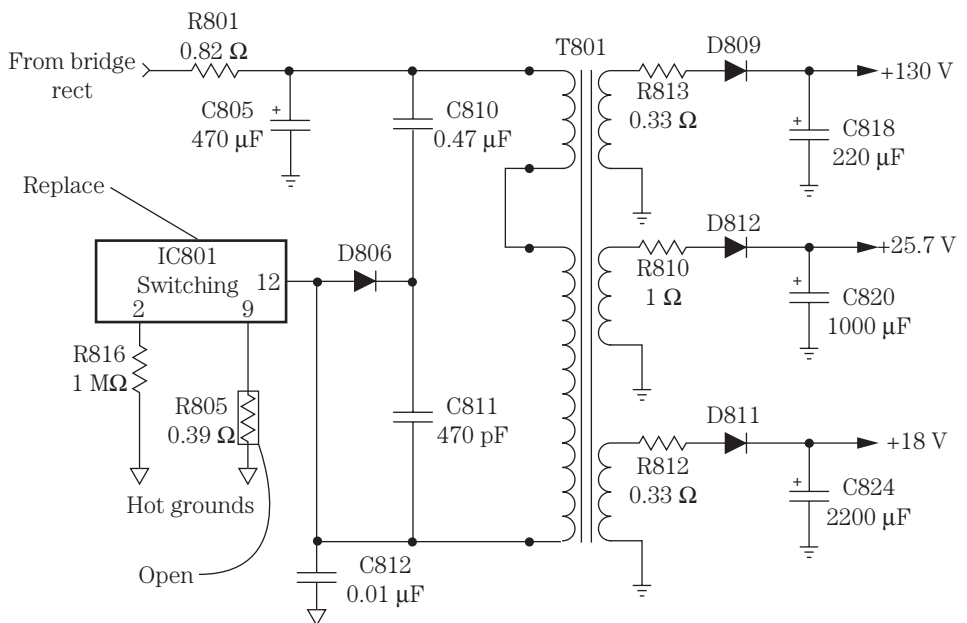 R801
0.82 Ω
From bridge
rect
C805
470 μF
+
C810
0.47 μF
T801
R813
0.33 Ω
D809
+130 V
+
C818
220 μF
Replace
IC801
Switching
12
2
9
D806
R816
1 MΩ
R805
0.39 Ω
Hot grounds
Open
C811
470 pF
C812
0.01 μF
R810
1 Ω
D812
+25.7 V
+
C820
1000 μF
R812
0.33 Ω
D811
+18 V
+
C824
2200 μF